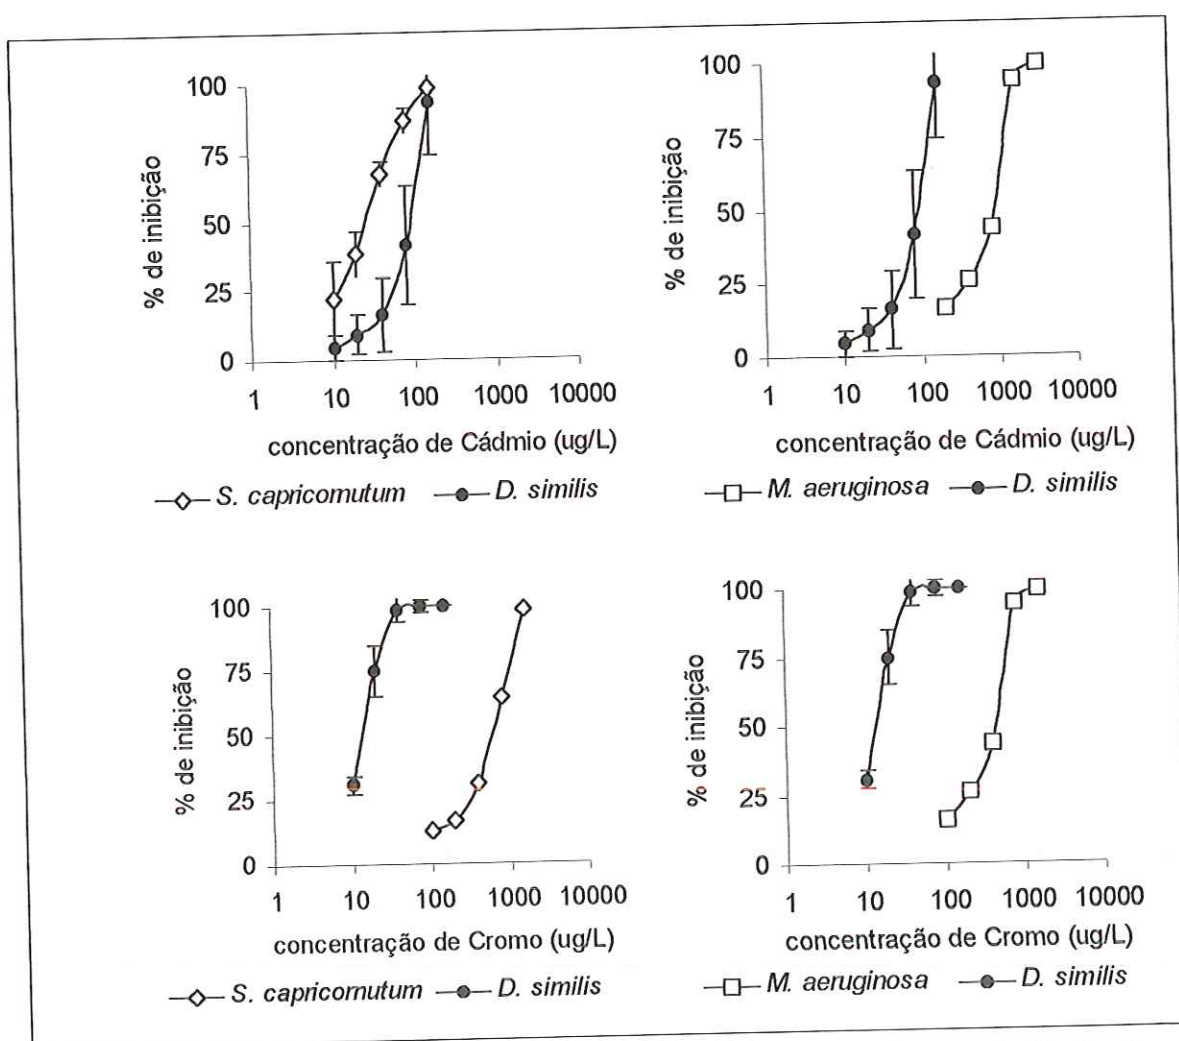 100
75
50
25
0
% de inibição
1 10 100 1000 10000
concentração de Cádmio (ug/L)
S. capricornutum D. similis
100
75
50
25
0
% de inibição
1 10 100 1000 10000
concentração de Cádmio (ug/L)
M. aeruginosa D. similis
100
75
50
25
0
% de inibição
1 10 100 1000 10000
concentração de Cromo (ug/L)
S. capricornutum D. similis
100
75
50
25
0
% de inibição
1 10 100 1000 10000
concentração de Cromo (ug/L)
M. aeruginosa D. similis